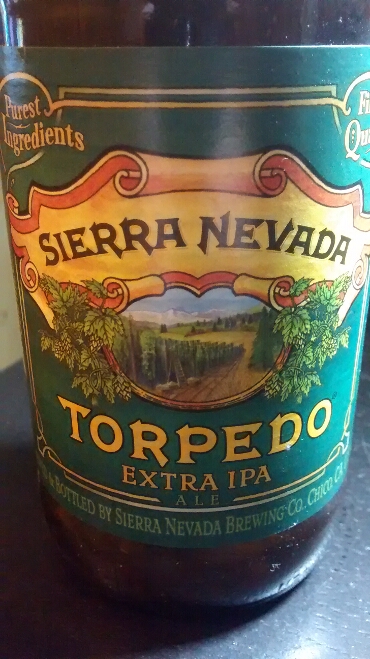 Purest
Ingredients
SIERRA NEVADA
TORPEDO
EXTRA IPA
ALE
& BOTTLED BY SIERRA NEVADA BREWING CO., CHICO, CA